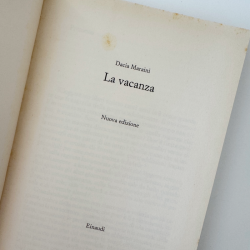 Dacia Maraini
La vacanza
Nuova edizione
Einaudi